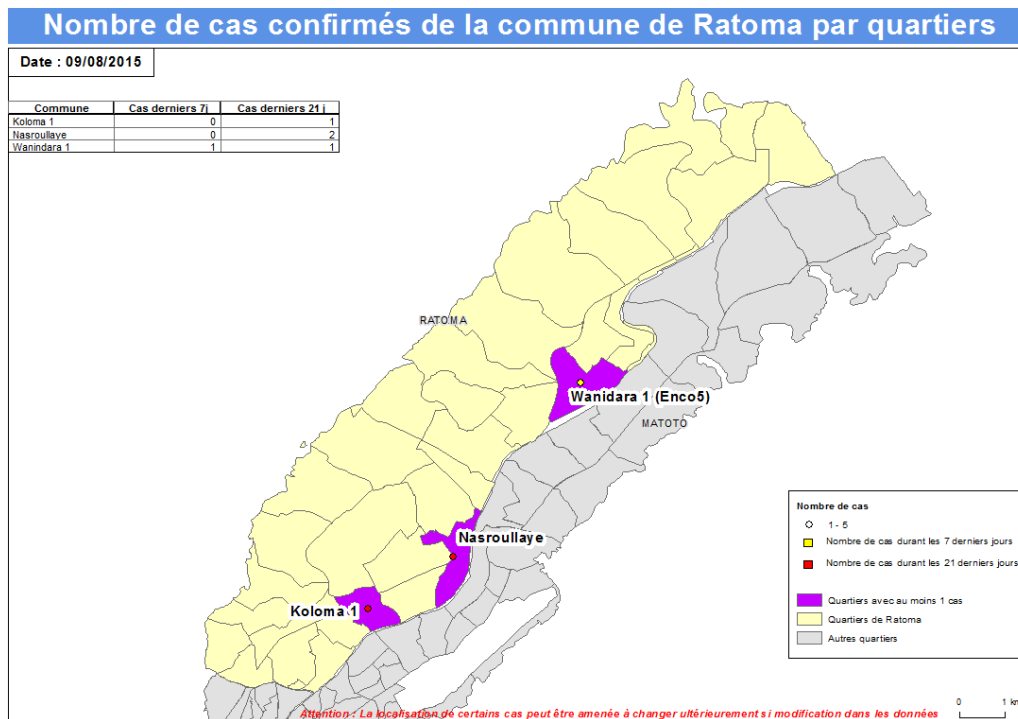 Nombre de cas confirmés de la commune de Ratoma par quartiers
Date : 09/08/2015
Commune Cas derniers 7j Cas derniers 21 j
Koloma 1 0 1
Nasroullaye 0 2
Wanindara 1 1 1
RATOMA
Wanidara 1 (Enco5)
MATOTO
Nasroullaye
Koloma 1
Nombre de cas
1 - 5
Nombre de cas durant les 7 derniers jours
Nombre de cas durant les 21 derniers jours
Quartiers avec au moins 1 cas
Quartiers de Ratoma
Autres quartiers
0 1 km
Attention : La localisation de certains cas peut être amenée à changer ultérieurement si modification dans les données